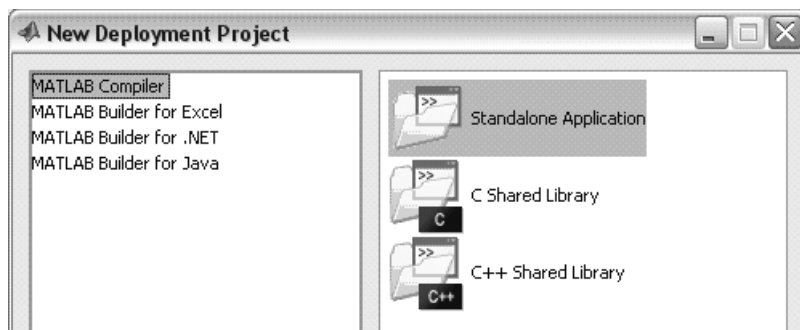 New Deployment Project
MATLAB Compiler
MATLAB Builder for Excel
MATLAB Builder for .NET
MATLAB Builder for Java
>>
Standalone Application
>>
C
C Shared Library
>>
C++
C++ Shared Library